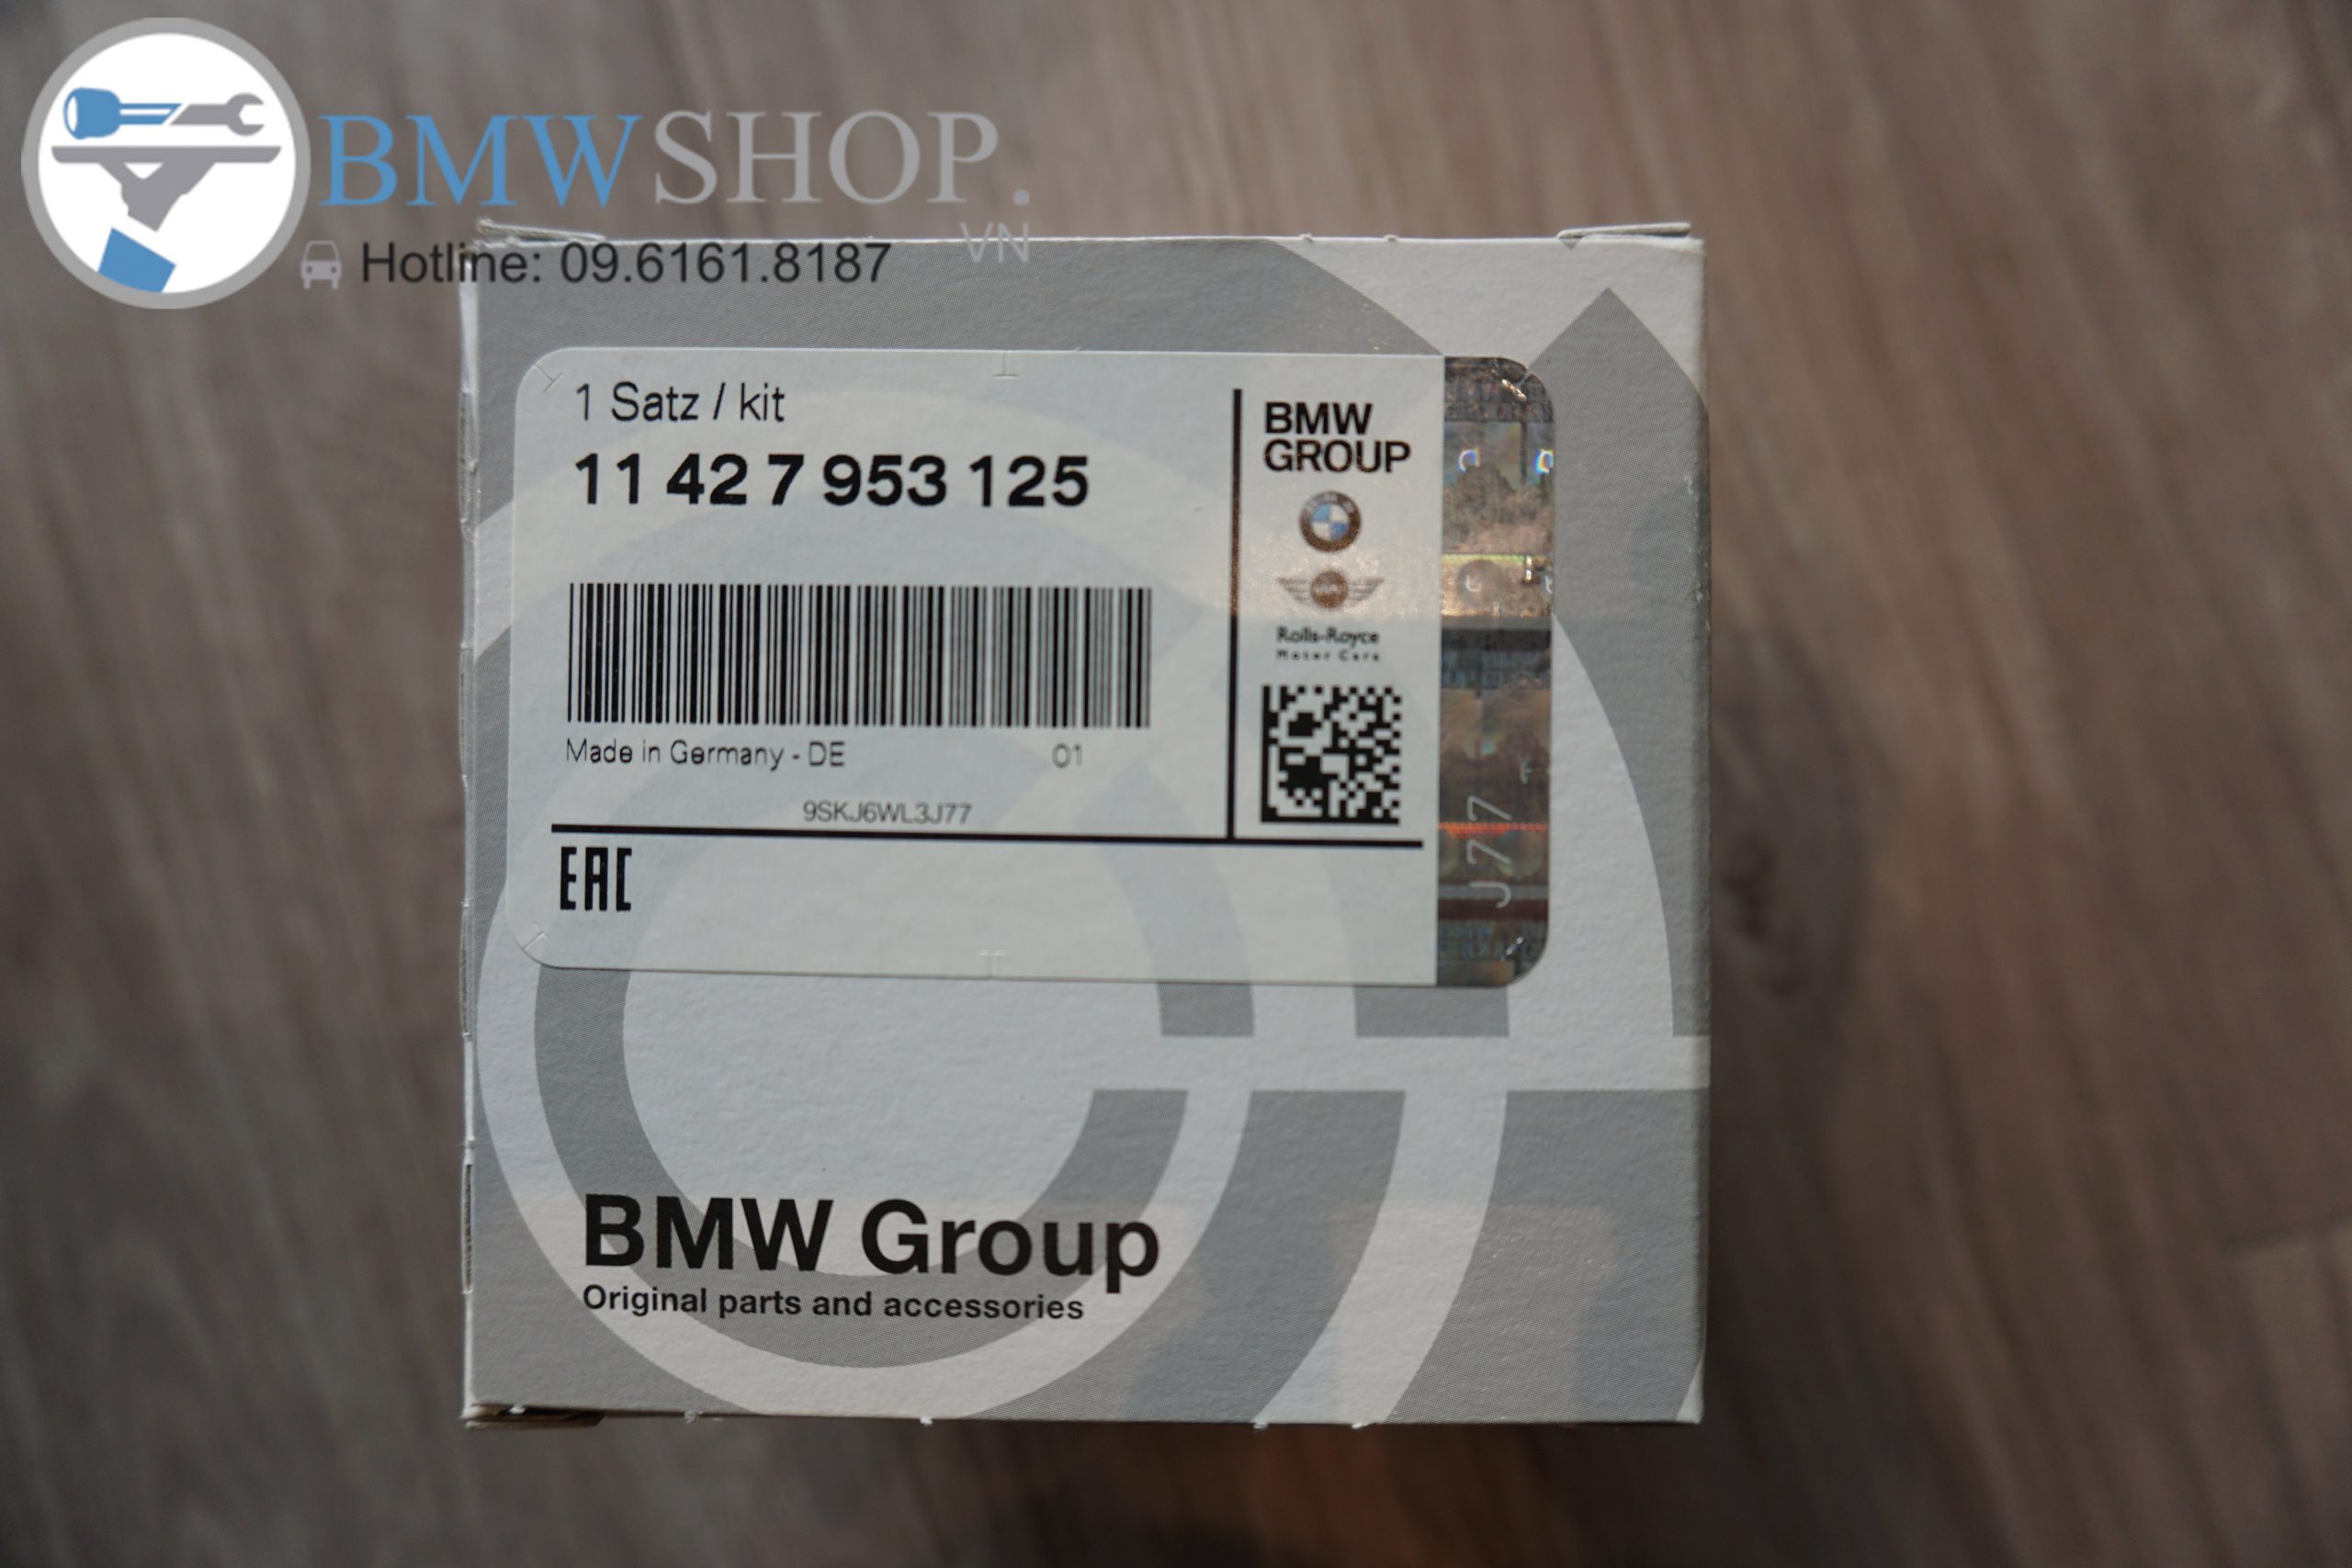 BMWSHOP.
VN
Hotline: 09.6161.8187
1 Satz / kit
11 42 7 953 125
Made in Germany - DE 01
9SKJ6WL3J77
EAC
BMW
GROUP
Rolls-Royce
Motor Cars
J77
BMW Group
Original parts and accessories